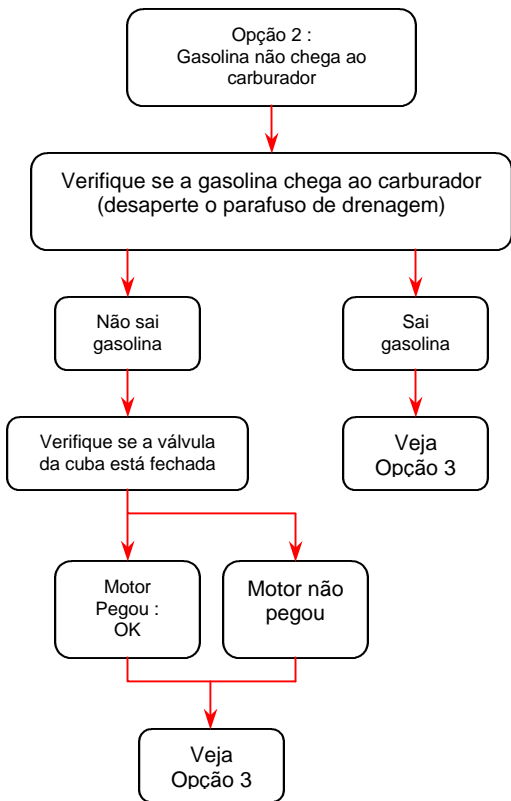 Opção 2 :
Gasolina não chega ao
carburador
Verifique se a gasolina chega ao carburador
(desaperte o parafuso de drenagem)
Não sai
gasolina
Sai
gasolina
Verifique se a válvula
da cuba está fechada
Veja
Opção 3
Motor
Pegou :
OK
Motor não
pegou
Veja
Opção 3